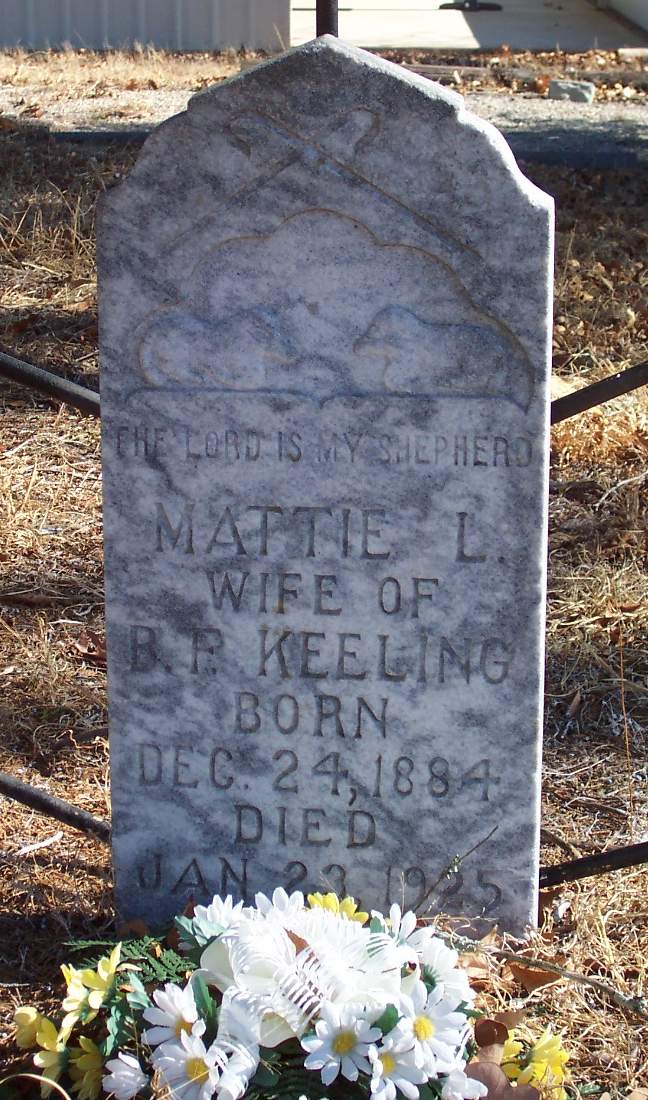 THE LORD IS MY SHEPHERD
MATTIE L.
WIFE OF
B. P. KEELING
BORN
DEC. 24, 1884
DIED
JAN 23 1925